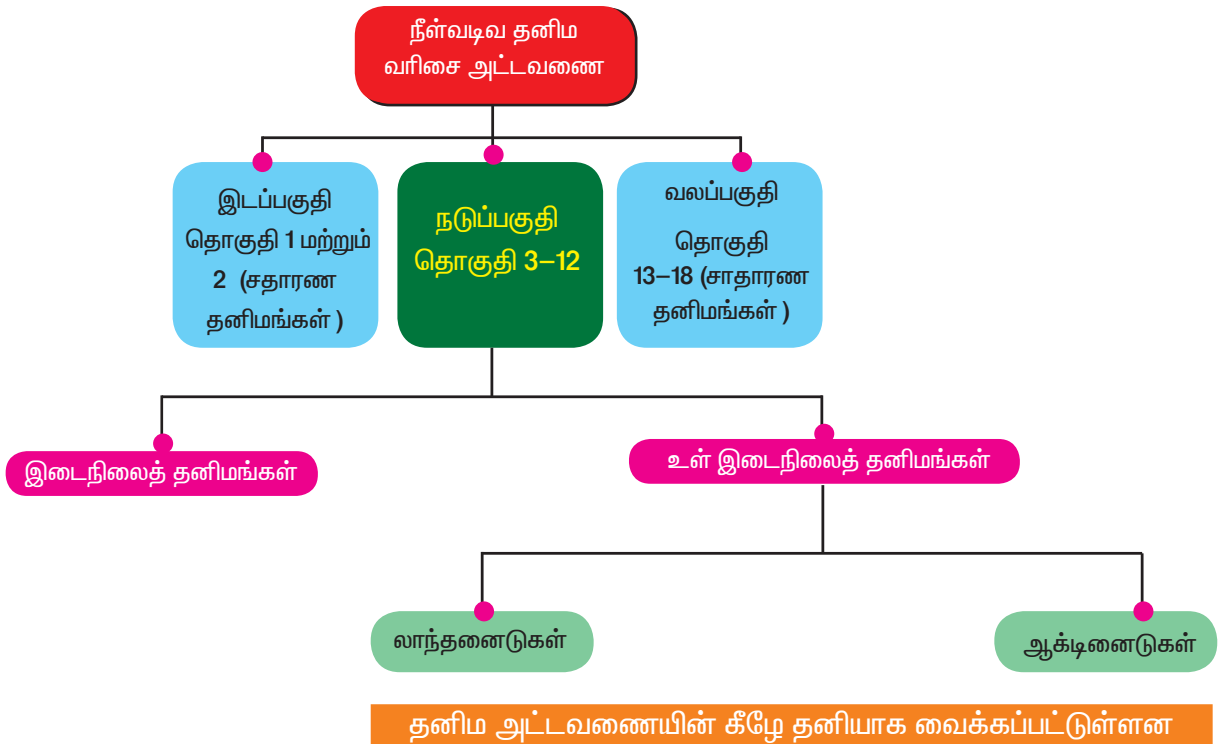 நீள்வடிவ தனிம
வரிசை அட்டவணை
இடப்பகுதி
தொகுதி 1 மற்றும்
2 (சதாரண
தனிமங்கள் )
நடுப்பகுதி
தொகுதி 3–12
வலப்பகுதி
தொகுதி
13–18 (சாதாரண
தனிமங்கள் )
இடைநிலைத் தனிமங்கள்
உள் இடைநிலைத் தனிமங்கள்
லாந்தனைடுகள்
ஆக்டினைடுகள்
தனிம அட்டவணையின் கீழே தனியாக வைக்கப்பட்டுள்ளன